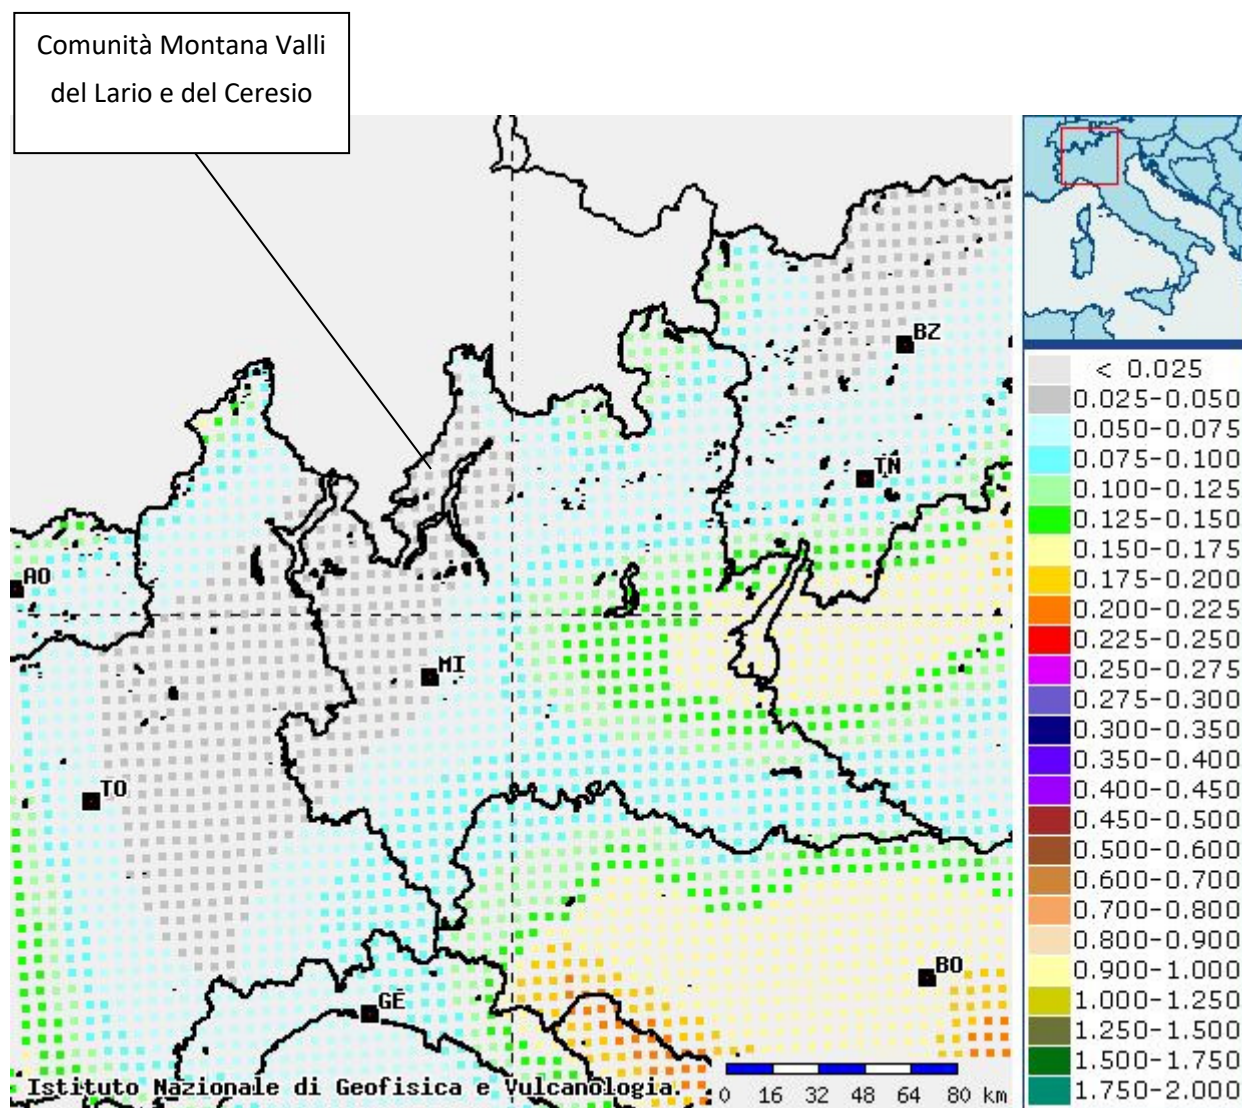 Comunità Montana Valli
del Lario e del Ceresio
BZ
TN
AO
MI
TO
BO
GE
Istituto Nazionale di Geofisica e Vulcanologia.
0 16 32 48 64 80 km
< 0.025
0.025-0.050
0.050-0.075
0.075-0.100
0.100-0.125
0.125-0.150
0.150-0.175
0.175-0.200
0.200-0.225
0.225-0.250
0.250-0.275
0.275-0.300
0.300-0.350
0.350-0.400
0.400-0.450
0.450-0.500
0.500-0.600
0.600-0.700
0.700-0.800
0.800-0.900
0.900-1.000
1.000-1.250
1.250-1.500
1.500-1.750
1.750-2.000